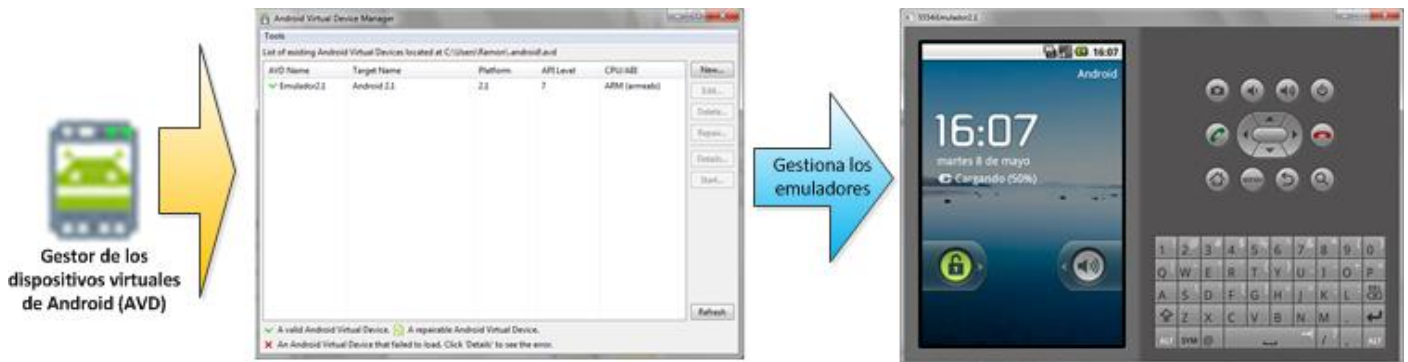 Gestor de los
dispositivos virtuales
de Android (AVD)
Android Virtual Device Manager
Tools
List of existing Android Virtual Devices located at C:\Users\Ramon\.android\avd
AVD Name Target Name Platform API Level CPU/ABI
Emulador2.1 Android 2.1 2.1 7 ARM (armeabi)
New...
Edit...
Delete...
Repair...
Details...
Start...
Refresh
A valid Android Virtual Device. A repairable Android Virtual Device.
An Android Virtual Device that failed to load. Click 'Details' to see the error.
Gestiona los
emuladores
5554:Emulador2.1
16:07
Android
16:07
martes 8 de mayo
Cargando (50%)
MENU
1 2 3 4 5 6 7 8 9 0
Q W E R T Y U I O P
A S D F G H J K L DEL
Z X C V B N M .
ALT SYM @ / , ALT